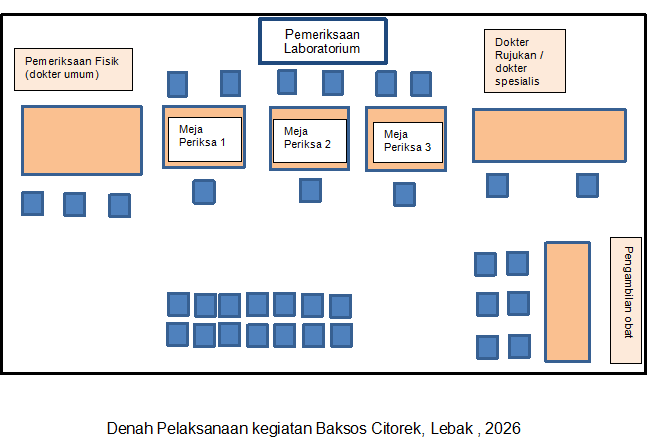 Pemeriksaan
Laboratorium
Pemeriksaan Fisik
(dokter umum)
Dokter
Rujukan /
dokter
spesialis
Meja
Periksa 1
Meja
Periksa 2
Meja
Periksa 3
Pengambilan obat
Denah Pelaksanaan kegiatan Baksos Citorek, Lebak , 2026